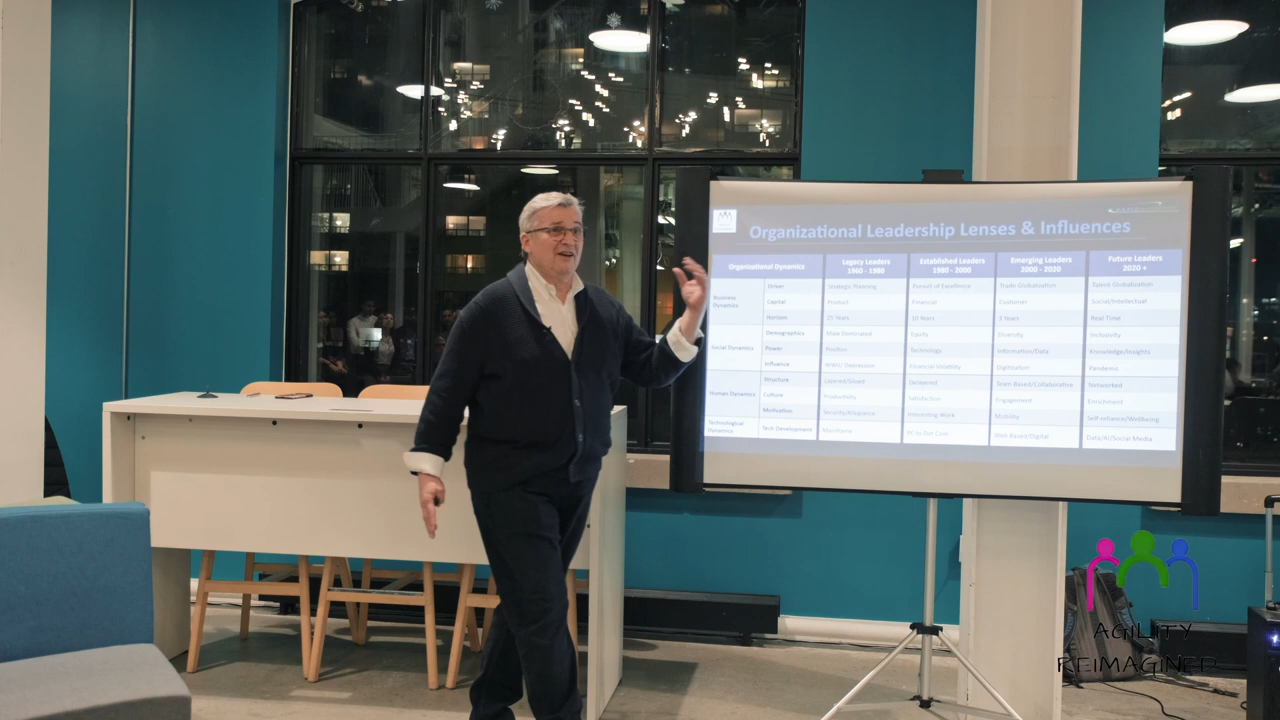 Organizational Leadership Lenses & Influences
Organizational Dynamics Legacy Leaders 1960 - 1980 Established Leaders 1980 - 2000 Emerging Leaders 2000 - 2020 Future Leaders 2020 +
Business Dynamics
Driver Strategic Planning Pursuit of Excellence Trade Globalization Talent Globalization
Capital Product Financial Customer Social/Intellectual
Horizon 25 Years 10 Years 3 Years Real Time
Social Dynamics
Demographics Male Dominated Equity Diversity Inclusivity
Power Position Technology Information/Data Knowledge/Insights
Influence WWII/ Depression Financial Volatility Digitization Pandemic
Human Dynamics
Structure Layered/Siloed Delayered Team Based/Collaborative Networked
Culture Productivity Satisfaction Engagement Enrichment
Motivation Security/Allegiance Interesting Work Mobility Self-reliance/Wellbeing
Technological Dynamics
Tech Development Mainframe Web Based/Digital Data/AI/Social Media
AGILITY
REIMAGINED